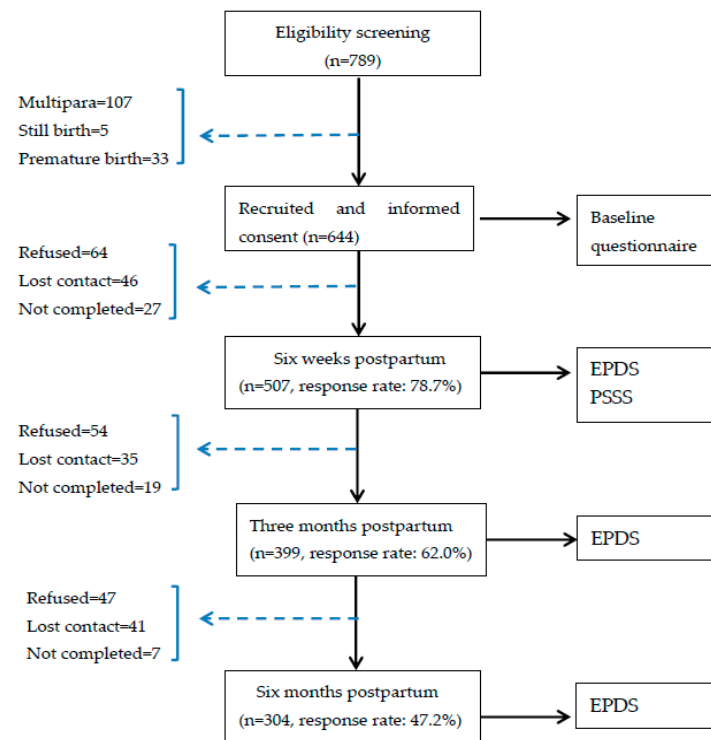 Eligibility screening
(n=789)
Multipara=107
Still birth=5
Premature birth=33
Recruited and informed
consent (n=644)
Baseline
questionnaire
Refused=64
Lost contact=46
Not completed=27
Six weeks postpartum
(n=507, response rate: 78.7%)
EPDS
PSSS
Refused=54
Lost contact=35
Not completed=19
Three months postpartum
(n=399, response rate: 62.0%)
EPDS
Refused=47
Lost contact=41
Not completed=7
Six months postpartum
(n=304, response rate: 47.2%)
EPDS